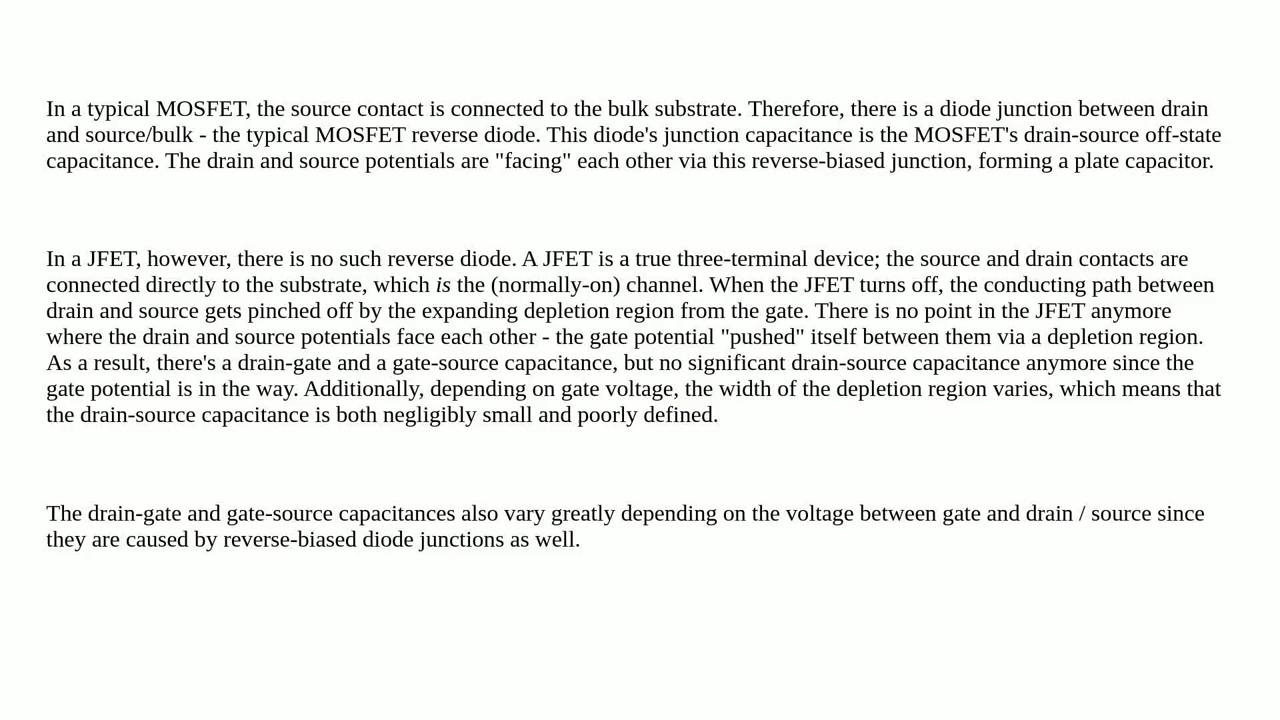 In a typical MOSFET, the source contact is connected to the bulk substrate. Therefore, there is a diode junction between drain
and source/bulk - the typical MOSFET reverse diode. This diode's junction capacitance is the MOSFET's drain-source off-state
capacitance. The drain and source potentials are "facing" each other via this reverse-biased junction, forming a plate capacitor.
In a JFET, however, there is no such reverse diode. A JFET is a true three-terminal device; the source and drain contacts are
connected directly to the substrate, which is the (normally-on) channel. When the JFET turns off, the conducting path between
drain and source gets pinched off by the expanding depletion region from the gate. There is no point in the JFET anymore
where the drain and source potentials face each other - the gate potential "pushed" itself between them via a depletion region.
As a result, there's a drain-gate and a gate-source capacitance, but no significant drain-source capacitance anymore since the
gate potential is in the way. Additionally, depending on gate voltage, the width of the depletion region varies, which means that
the drain-source capacitance is both negligibly small and poorly defined.
The drain-gate and gate-source capacitances also vary greatly depending on the voltage between gate and drain / source since
they are caused by reverse-biased diode junctions as well.